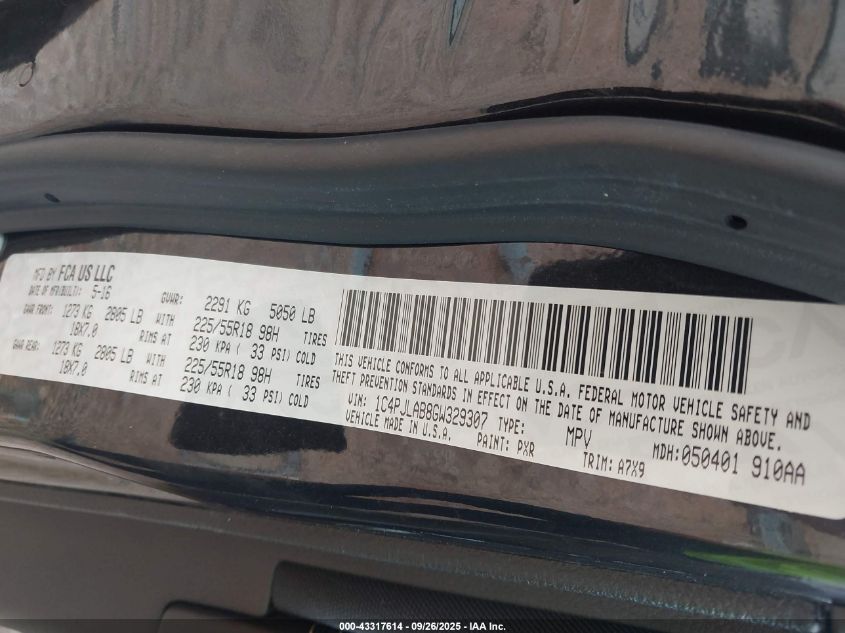 MFD BY FCA US LLC
DATE OF MFR(BUILT): 5-16 GVWR: 2291 KG 5050 LB
GAWR FRONT: 1273 KG 2805 LB WITH 225/55R18 98H TIRES
18X7.0 RIMS AT 230 KPA ( 33 PSI) COLD
GAWR REAR: 1273 KG 2805 LB WITH 225/55R18 98H TIRES
18X7.0 RIMS AT 230 KPA ( 33 PSI) COLD
THIS VEHICLE CONFORMS TO ALL APPLICABLE U.S.A. FEDERAL MOTOR VEHICLE SAFETY AND
THEFT PREVENTION STANDARDS IN EFFECT ON THE DATE OF MANUFACTURE SHOWN ABOVE.
VIN: 1C4PJLAB8GW329307 TYPE: MPV MDH:050401 910AA
VEHICLE MADE IN U.S.A. PAINT: PXR TRIM: A7X9
000-43317614 - 09/26/2025 - IAA Inc.